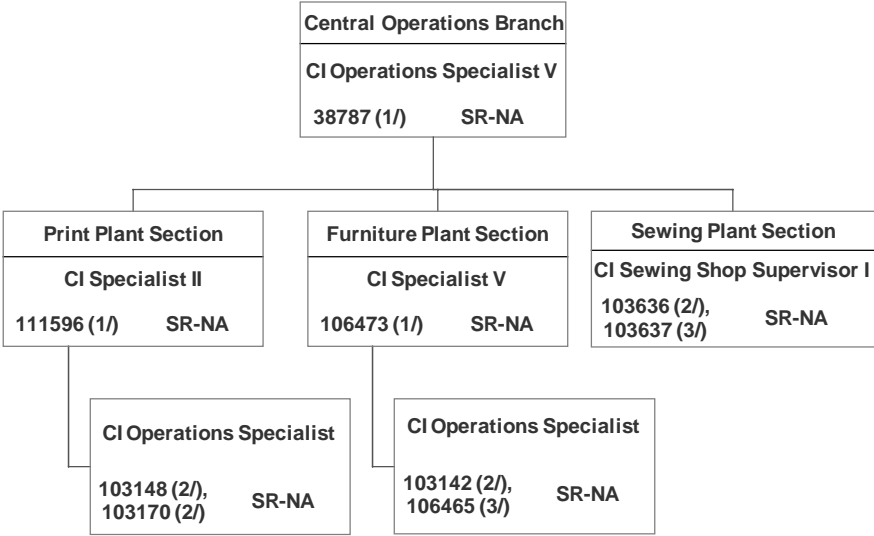 Central Operations Branch
CI Operations Specialist V
38787 (1/) SR-NA
Print Plant Section
CI Specialist II
111596 (1/) SR-NA
Furniture Plant Section
CI Specialist V
106473 (1/) SR-NA
Sewing Plant Section
CI Sewing Shop Supervisor I
103636 (2/),
103637 (3/)
SR-NA
CI Operations Specialist
103148 (2/),
103170 (2/)
SR-NA
CI Operations Specialist
103142 (2/),
106465 (3/)
SR-NA